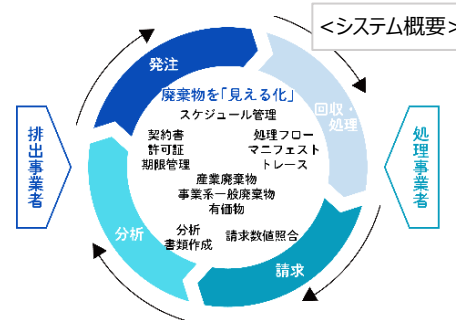 <システム概要>
発注
回収・
処理
廃棄物を「見える化」
スケジュール管理
契約書
許可証
期限管理
処理フロー
マニフェスト
トレース
産業廃棄物
事業系一般廃棄物
有価物
分析
書類作成
請求数値照合
排出事業者
処理事業者
分析
請求